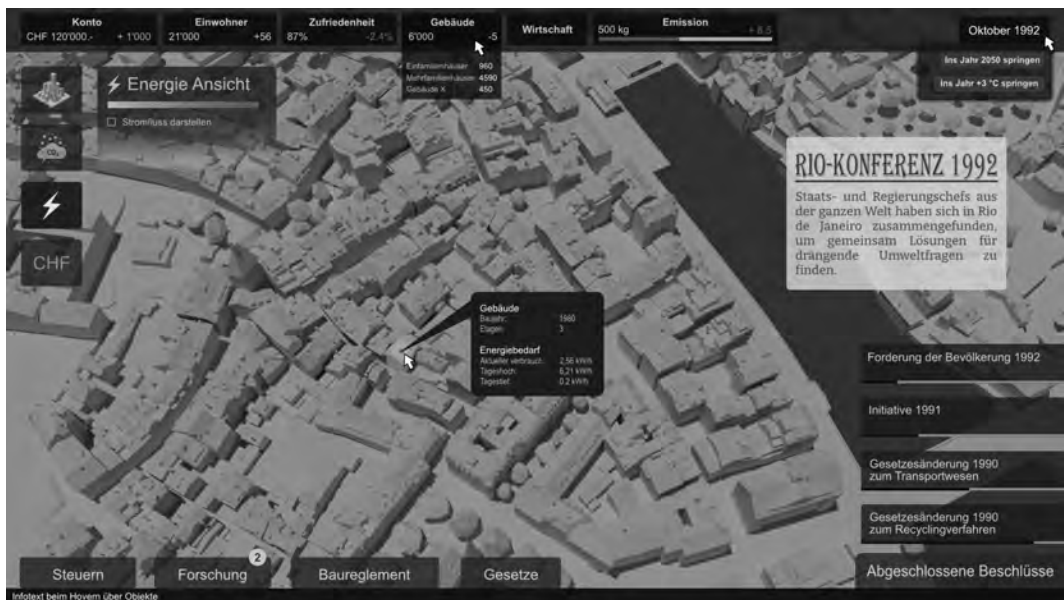 Konto
CHF 120'000.- + 1'000
Einwohner
21'000 +56
Zufriedenheit
87% -2.4%
Gebäude
6'000 -5
Einfamilienhäuser 960
Mehrfamilienhäuser 4590
Gebäude X 450
Wirtschaft
Emission
500 kg +8.5
Oktober 1992
Ins Jahr 2050 springen
Ins Jahr +3 °C springen
Energie Ansicht
Stromfluss darstellen
CO₂
CHF
RIO-KONFERENZ 1992
Staats- und Regierungschefs aus
der ganzen Welt haben sich in Rio
de Janeiro zusammengefunden,
um gemeinsam Lösungen für
drängende Umweltfragen zu
finden.
Gebäude
Baujahr: 1960
Etagen: 3
Energiebedarf
Aktueller verbrauch: 2,56 kW/h
Tageshoch: 6,21 kW/h
Tagestief: 0.2 kW/h
Forderung der Bevölkerung 1992
Initiative 1991
Gesetzesänderung 1990
zum Transportwesen
Gesetzesänderung 1990
zum Recyclingverfahren
Abgeschlossene Beschlüsse
Steuern
Forschung
2
Baureglement
Gesetze
Infotext beim Hovern über Objekte